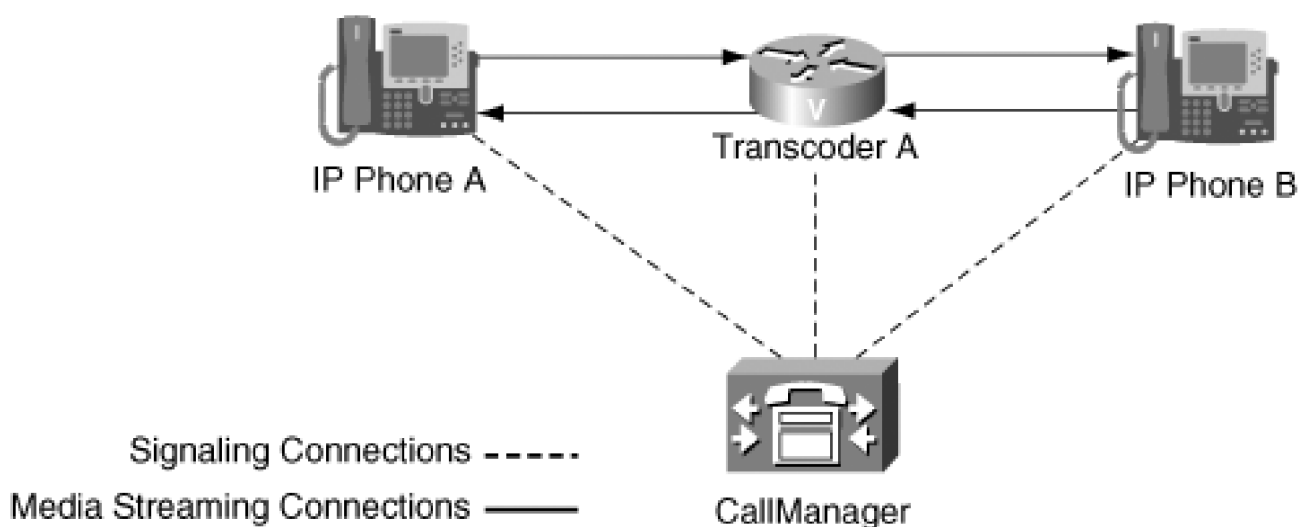 V
Transcoder A
IP Phone A
IP Phone B
Signaling Connections
Media Streaming Connections
CallManager